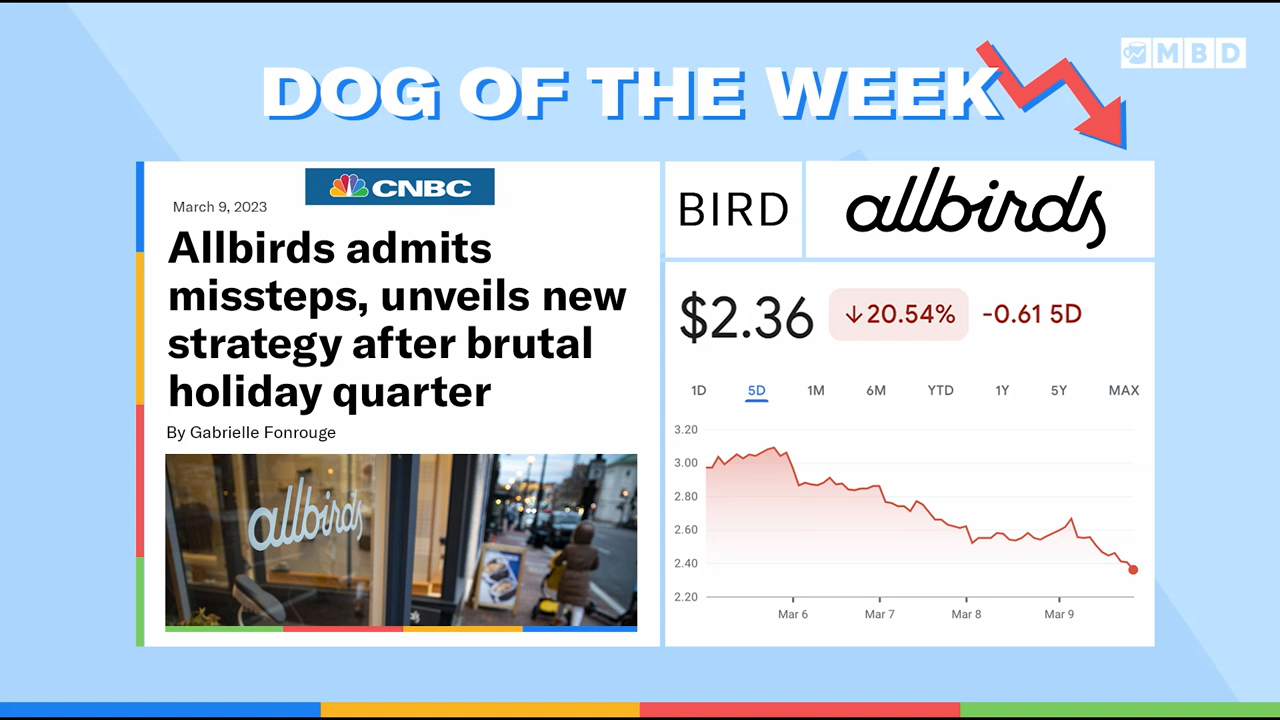 DOG OF THE WEEK
MBD
CNBC
March 9, 2023
Allbirds admits
missteps, unveils new
strategy after brutal
holiday quarter
By Gabrielle Fonrouge
allbirds
BIRD
allbirds
$2.36 ↓20.54% -0.61 5D
1D 5D 1M 6M YTD 1Y 5Y MAX
3.20
3.00
2.80
2.60
2.40
2.20
Mar 6 Mar 7 Mar 8 Mar 9